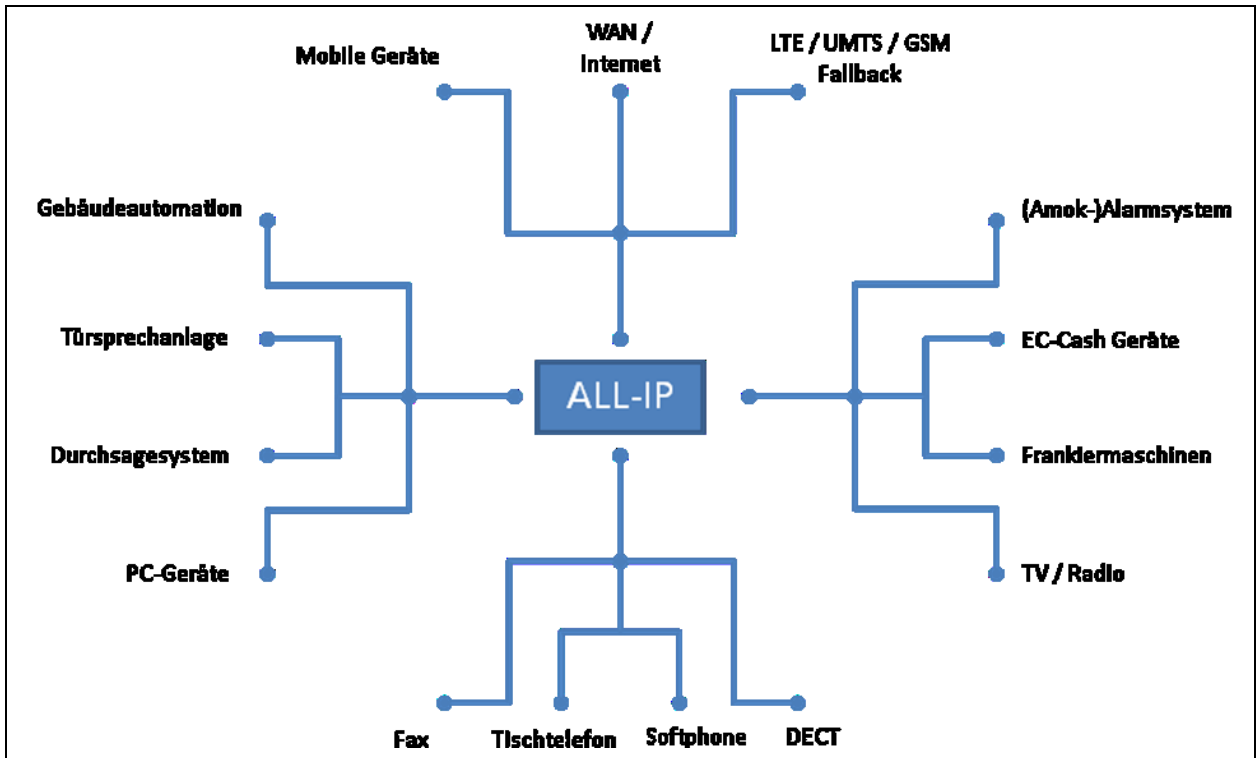 WAN /
Internet
LTE / UMTS / GSM
Fallback
Mobile Geräte
Gebäudeautomation
(Amok-)Alarmsystem
Türsprechanlage
EC-Cash Geräte
ALL-IP
Durchsagesystem
Frankiermaschinen
PC-Geräte
TV / Radio
Fax
Tischtelefon
Softphone
DECT